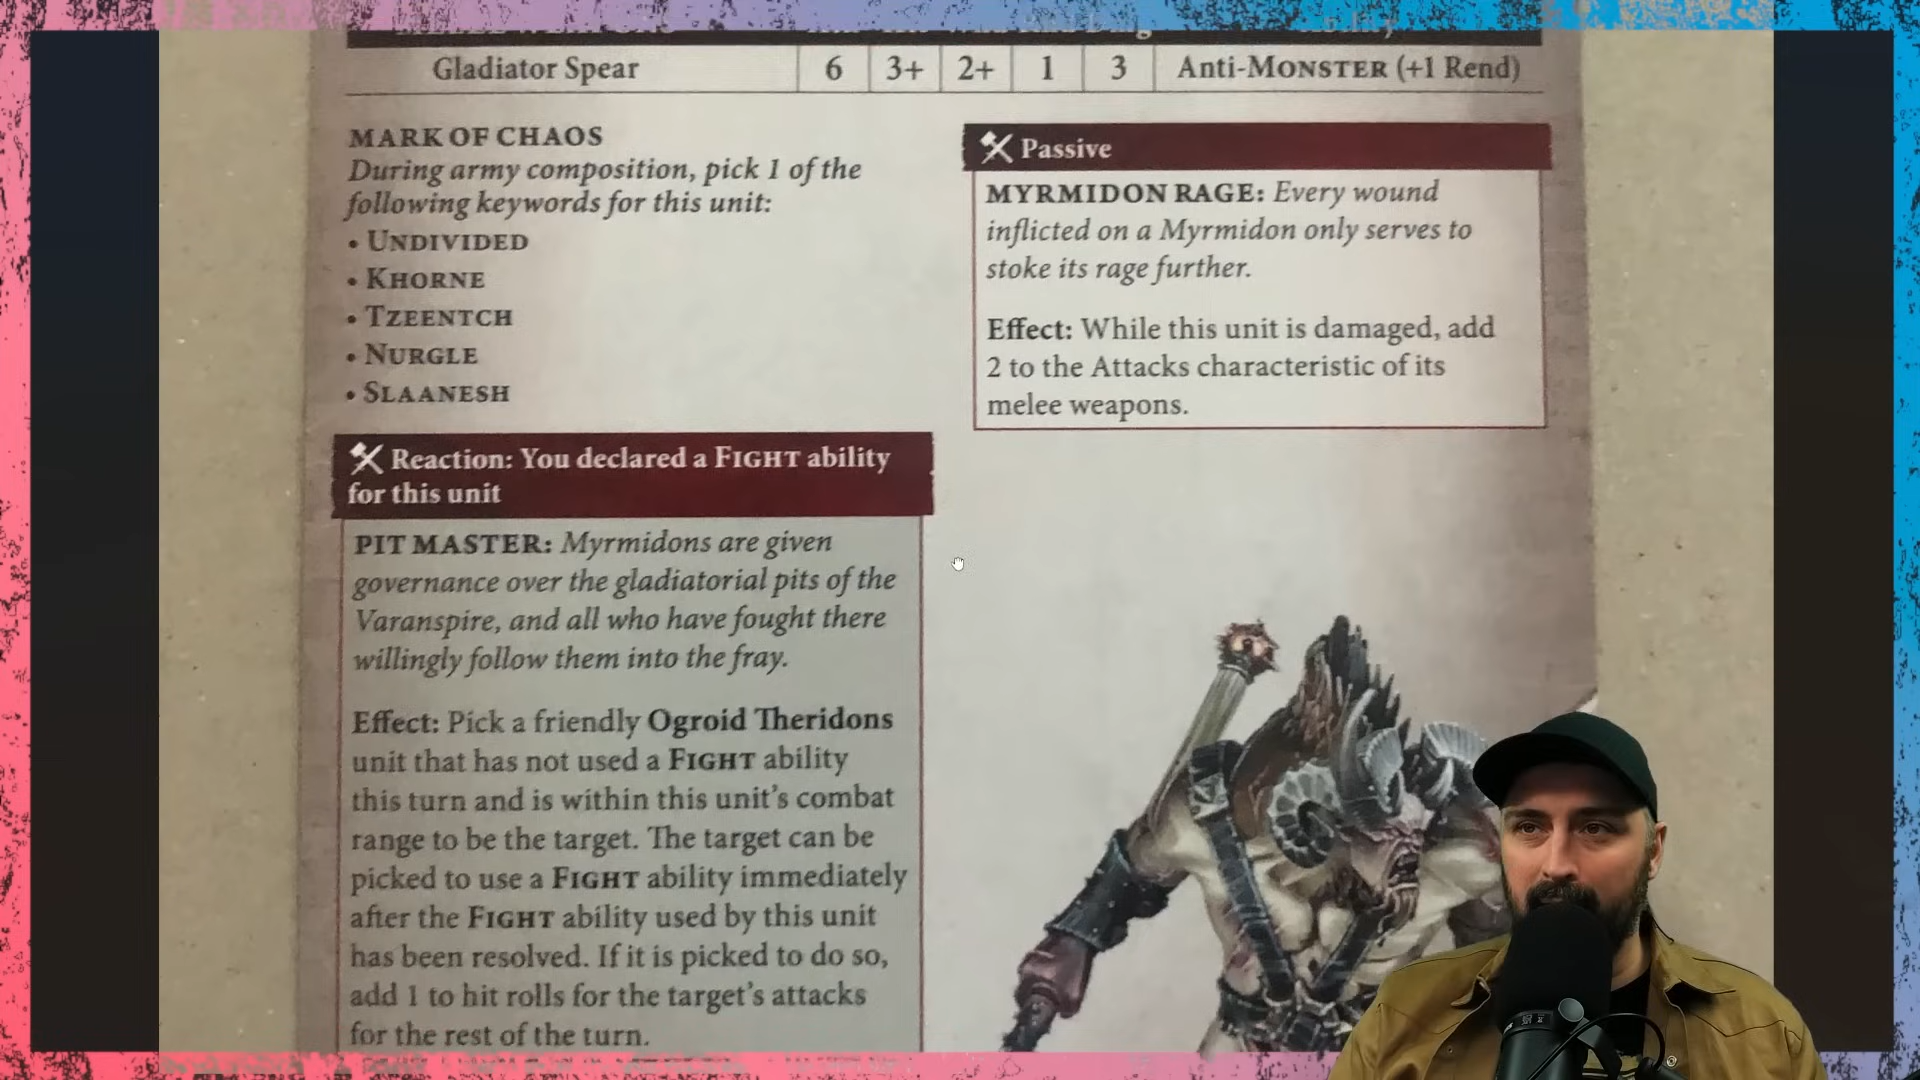 Gladiator Spear 6 3+ 2+ 1 3 Anti-MONSTER (+1 Rend)
MARK OF CHAOS
During army composition, pick 1 of the
following keywords for this unit:
• UNDIVIDED
• KHORNE
• TZEENTCH
• NURGLE
• SLAANESH
Reaction: You declared a FIGHT ability
for this unit
PIT MASTER: Myrmidons are given
governance over the gladiatorial pits of the
Varanspire, and all who have fought there
willingly follow them into the fray.
Effect: Pick a friendly Ogroid Theridons
unit that has not used a FIGHT ability
this turn and is within this unit's combat
range to be the target. The target can be
picked to use a FIGHT ability immediately
after the FIGHT ability used by this unit
has been resolved. If it is picked to do so,
add 1 to hit rolls for the target's attacks
for the rest of the turn.
Passive
MYRMIDON RAGE: Every wound
inflicted on a Myrmidon only serves to
stoke its rage further.
Effect: While this unit is damaged, add
2 to the Attacks characteristic of its
melee weapons.